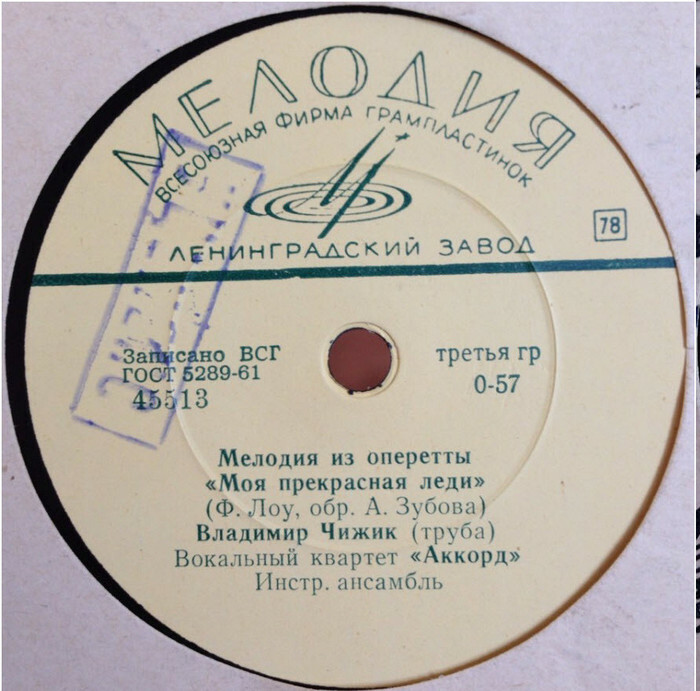 МЕЛОДИЯ
ВСЕСОЮЗНАЯ ФИРМА ГРАМПЛАСТИНОК
78
ЛЕНИНГРАДСКИЙ ЗАВОД
Записано ВСГ
ГОСТ 5289-61
45513
третья гр
0-57
Мелодия из оперетты
«Моя прекрасная леди»
(Ф. Лоу, обр. А. Зубова)
Владимир Чижик (труба)
Вокальный квартет «Аккорд»
Инстр. ансамбль